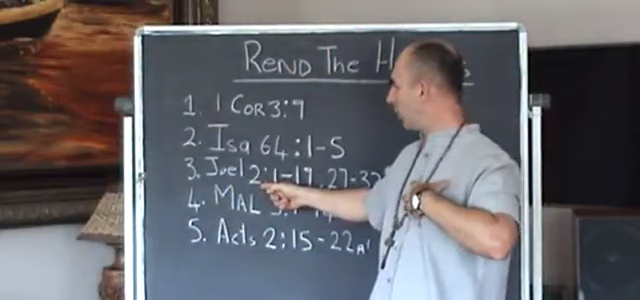 REND THE
1. 1 COR 3:9
2. Isa 64:1-5
3. Joel 2:1-17, 27-32
4. MAL
5. Acts 2:15-22